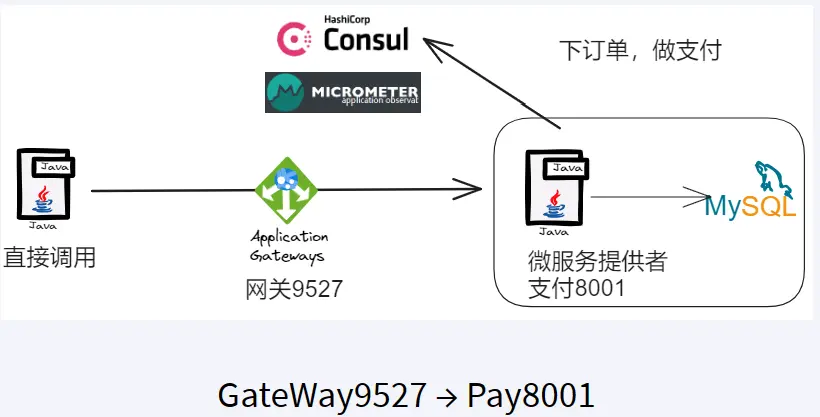 HashiCorp
Consul
下订单，做支付
MICROMETER
application observat
Java
Java
直接调用
Application
Gateways
网关9527
Java
Java
MySQL
微服务提供者
支付8001
GateWay9527 → Pay8001